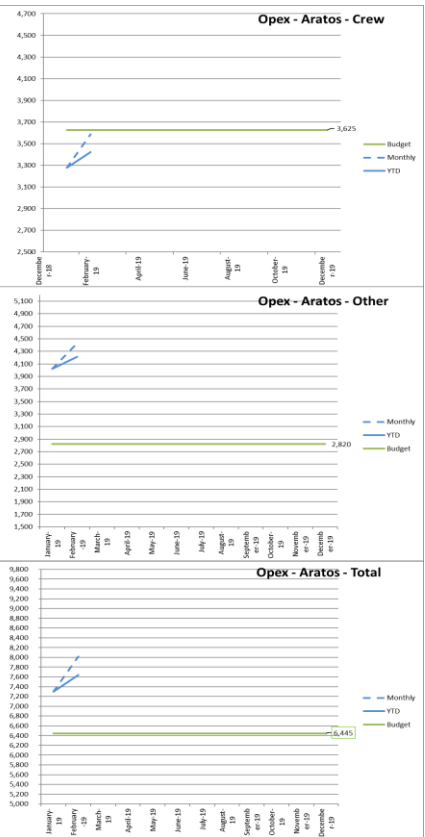 Opex - Aratos - Crew
4,700
4,500
4,300
4,100
3,900
3,700
3,500
3,300
3,100
2,900
2,700
2,500
3,625
Budget
Monthly
YTD
Decembe
r-18
February-
19
April-19
June-19
August-
19
October-
19
Decembe
r-19
Opex - Aratos - Other
5,100
4,900
4,700
4,500
4,300
4,100
3,900
3,700
3,500
3,300
3,100
2,900
2,700
2,500
2,300
2,100
1,900
1,700
1,500
2,820
Monthly
YTD
Budget
January-
19
February
-19
March-
19
April-19
May-19
June-19
July-19
August-
19
Septemb
er-19
October-
19
Novemb
er-19
Decemb
er-19
Opex - Aratos - Total
9,800
9,600
9,400
9,200
9,000
8,800
8,600
8,400
8,200
8,000
7,800
7,600
7,400
7,200
7,000
6,800
6,600
6,400
6,200
6,000
5,800
5,600
5,400
5,200
5,000
6,445
Monthly
YTD
Budget
January-
19
February
-19
March-
19
April-19
May-19
June-19
July-19
August-
19
Septemb
er-19
October-
19
Novemb
er-19
Decembe
r-19